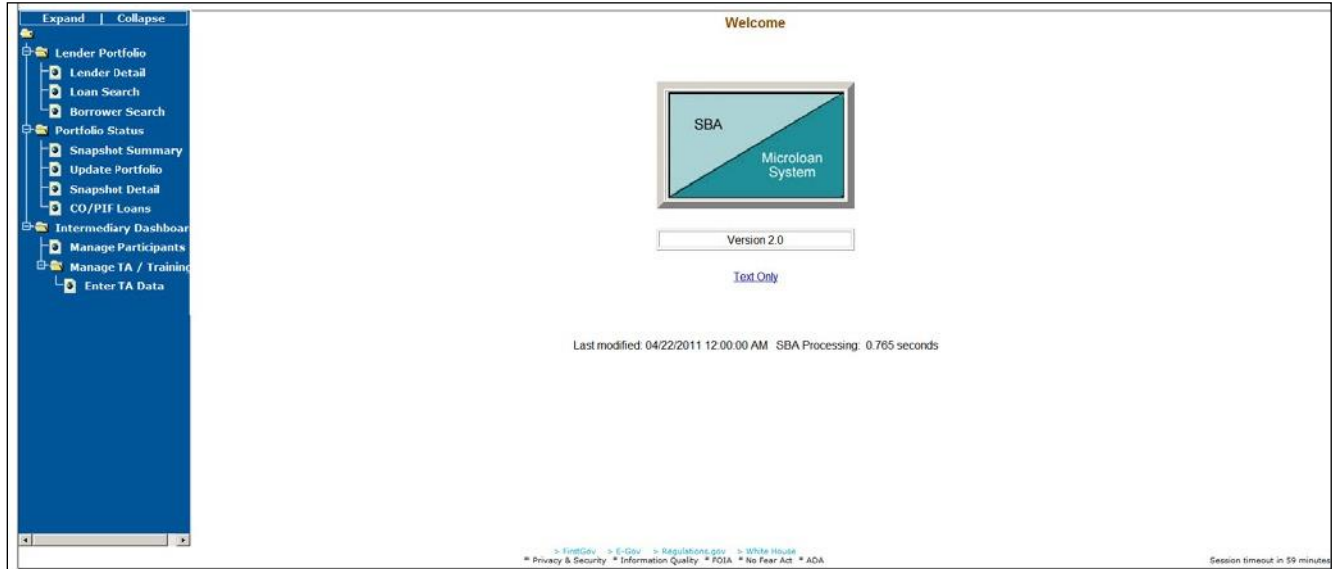 Expand | Collapse
Lender Portfolio
Lender Detail
Loan Search
Borrower Search
Portfolio Status
Snapshot Summary
Update Portfolio
Snapshot Detail
CO/PIF Loans
Intermediary Dashboar
Manage Participants
Manage TA / Training
Enter TA Data
Welcome
SBA
Microloan
System
Version 2.0
Text Only
Last modified: 04/22/2011 12:00:00 AM SBA Processing: 0.765 seconds
> FirstGov > E-Gov > Regulations.gov > White House
* Privacy & Security * Information Quality * FOIA * No Fear Act * ADA
Session timeout in 59 minutes